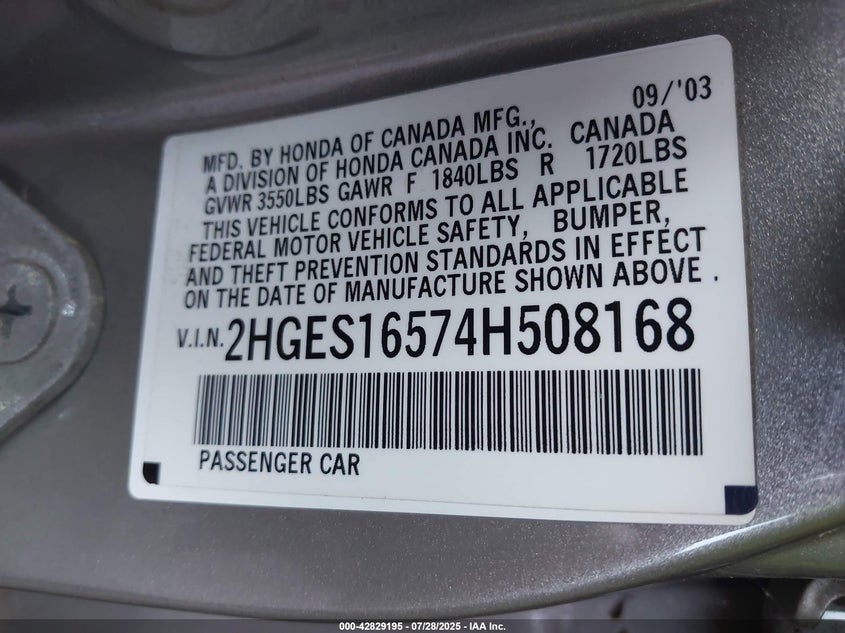 09/'03
MFD. BY HONDA OF CANADA MFG.,
A DIVISION OF HONDA CANADA INC. CANADA
GVWR 3550LBS GAWR F 1840LBS R 1720LBS
THIS VEHICLE CONFORMS TO ALL APPLICABLE
FEDERAL MOTOR VEHICLE SAFETY, BUMPER,
AND THEFT PREVENTION STANDARDS IN EFFECT
ON THE DATE OF MANUFACTURE SHOWN ABOVE .
V.I.N. 2HGES16574H508168
PASSENGER CAR
000-42829195 - 07/28/2025 - IAA Inc.